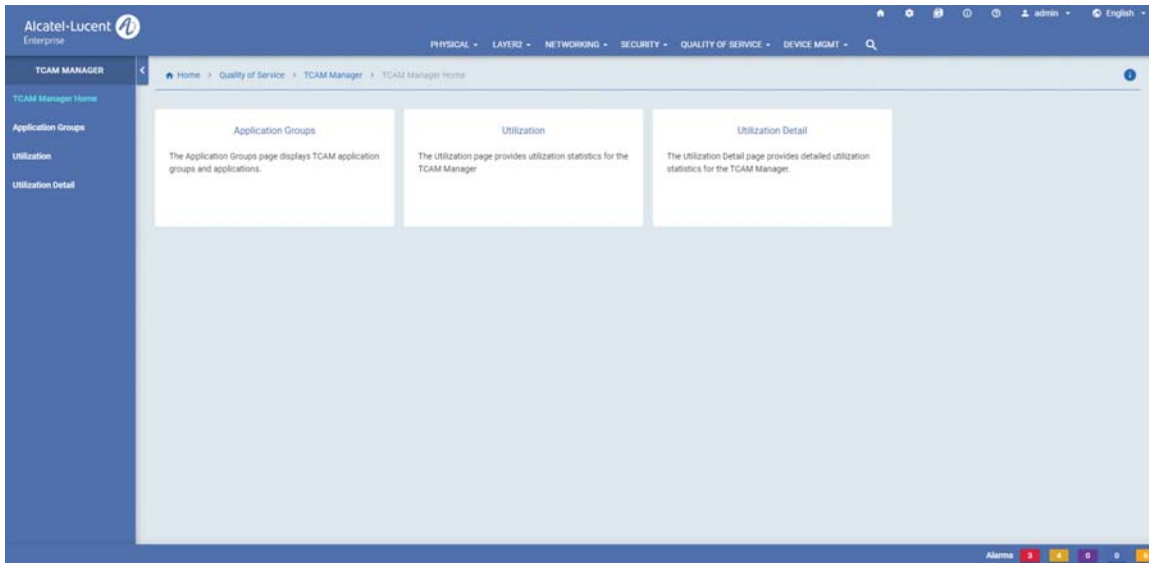 Alcatel-Lucent
Enterprise
admin
English
PHYSICAL
LAYER2
NETWORKING
SECURITY
QUALITY OF SERVICE
DEVICE MGMT
TCAM MANAGER
TCAM Manager Home
Application Groups
Utilization
Utilization Detail
Home > Quality of Service > TCAM Manager > TCAM Manager Home
Application Groups
The Application Groups page displays TCAM application
groups and applications.
Utilization
The Utilization page provides utilization statistics for the
TCAM Manager
Utilization Detail
The Utilization Detail page provides detailed utilization
statistics for the TCAM Manager.
Alarms 3 4 0 0